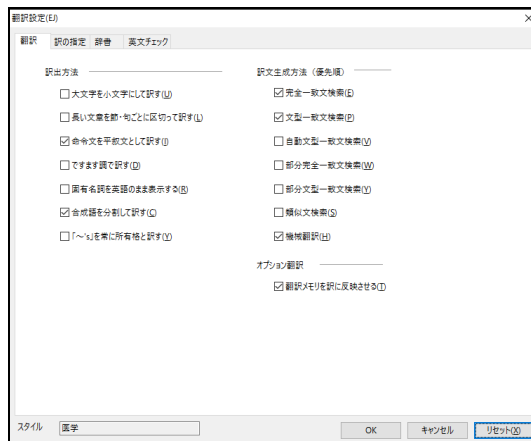 翻訳設定(EJ)
翻訳 訳の指定 辞書 英文チェック
訳出方法
大文字を小文字にして訳す(U)
長い文章を節・句ごとに区切って訳す(L)
命令文を平叙文として訳す(I)
ですます調で訳す(D)
固有名詞を英語のまま表示する(R)
合成語を分割して訳す(C)
「～'s」を常に所有格と訳す(Y)
訳文生成方法（優先順）
完全一致文検索(E)
文型一致文検索(P)
自動文型一致文検索(V)
部分完全一致文検索(W)
部分文型一致文検索(Y)
類似文検索(S)
機械翻訳(H)
オプション翻訳
翻訳メモリを訳に反映させる(T)
スタイル 医学
OK キャンセル リセット(X)